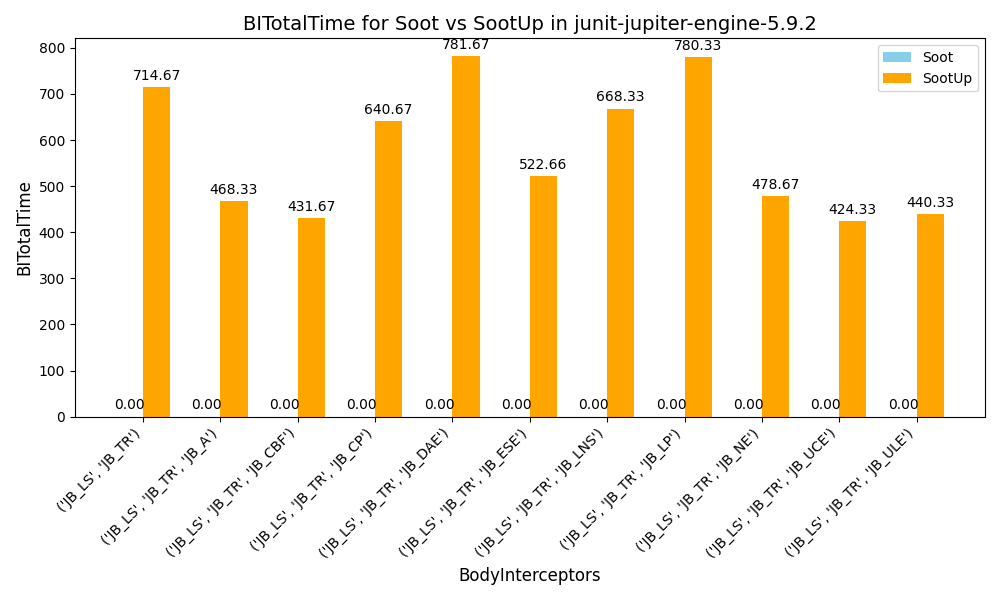 BITotalTime for Soot vs SootUp in junit-jupiter-engine-5.9.2
Soot
SootUp
BITotalTime
800
700
600
500
400
300
200
100
0
0.00
714.67
0.00
468.33
0.00
431.67
0.00
640.67
0.00
781.67
0.00
522.66
0.00
668.33
0.00
780.33
0.00
478.67
0.00
424.33
0.00
440.33
('JB_LS', 'JB_TR')
('JB_LS', 'JB_TR', 'JB_A')
('JB_LS', 'JB_TR', 'JB_CBF')
('JB_LS', 'JB_TR', 'JB_CP')
('JB_LS', 'JB_TR', 'JB_DAE')
('JB_LS', 'JB_TR', 'JB_ESE')
('JB_LS', 'JB_TR', 'JB_LNS')
('JB_LS', 'JB_TR', 'JB_LP')
('JB_LS', 'JB_TR', 'JB_NE')
('JB_LS', 'JB_TR', 'JB_UCE')
('JB_LS', 'JB_TR', 'JB_ULE')
BodyInterceptors